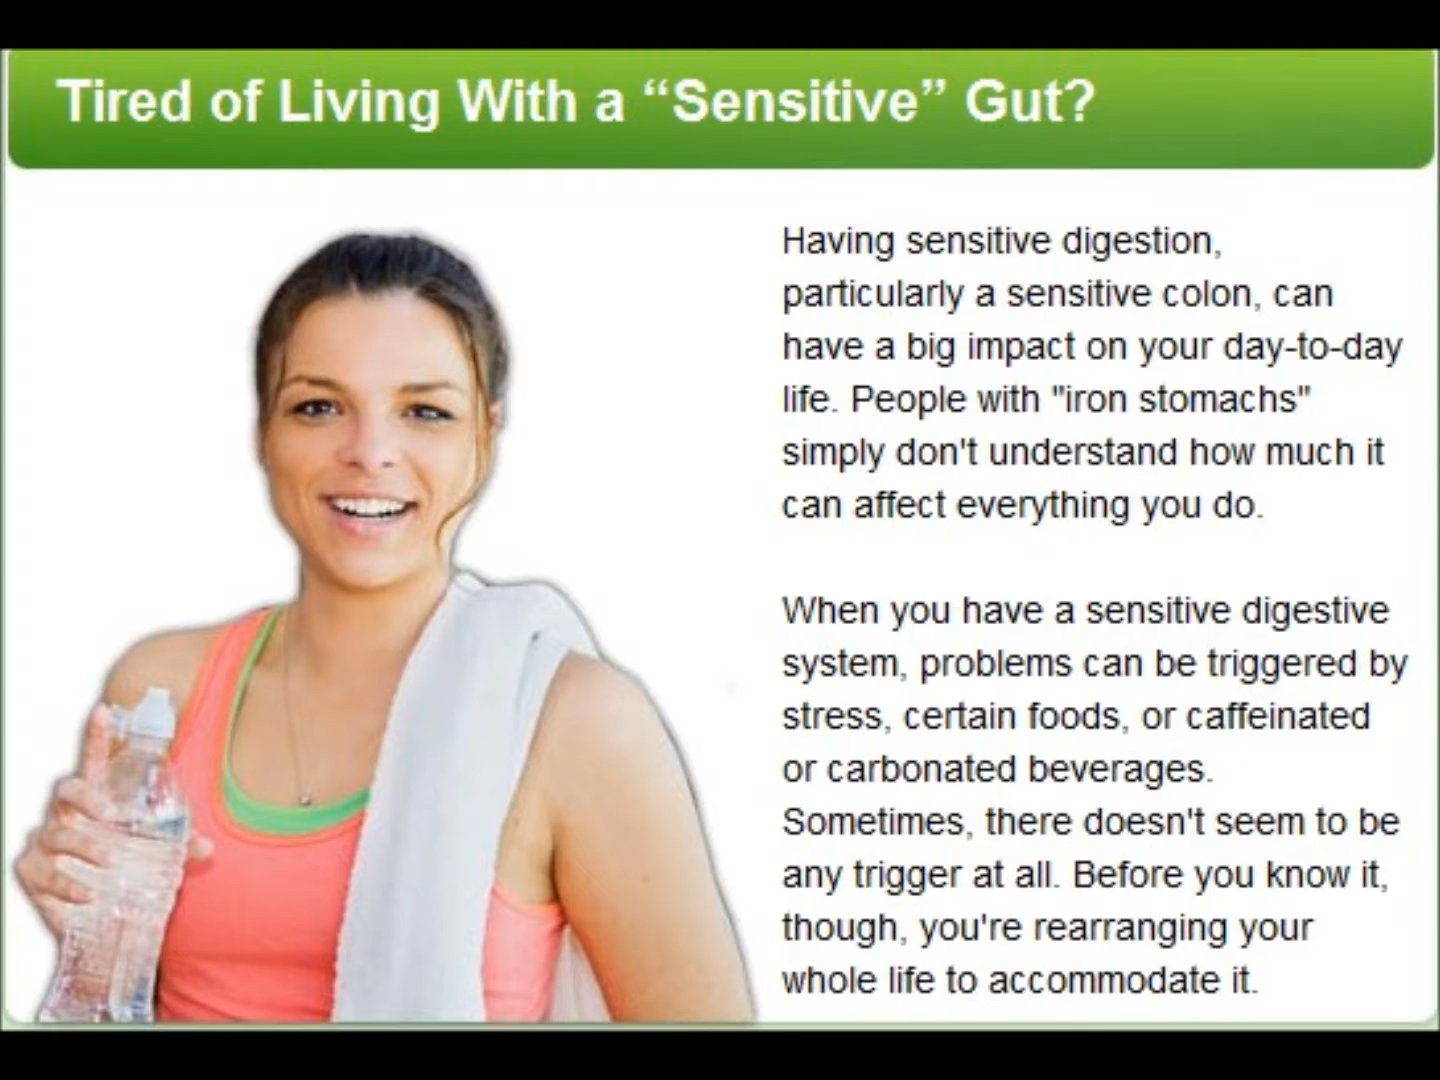 Tired of Living With a “Sensitive” Gut?
Having sensitive digestion,
particularly a sensitive colon, can
have a big impact on your day-to-day
life. People with "iron stomachs"
simply don't understand how much it
can affect everything you do.
When you have a sensitive digestive
system, problems can be triggered by
stress, certain foods, or caffeinated
or carbonated beverages.
Sometimes, there doesn't seem to be
any trigger at all. Before you know it,
though, you're rearranging your
whole life to accommodate it.